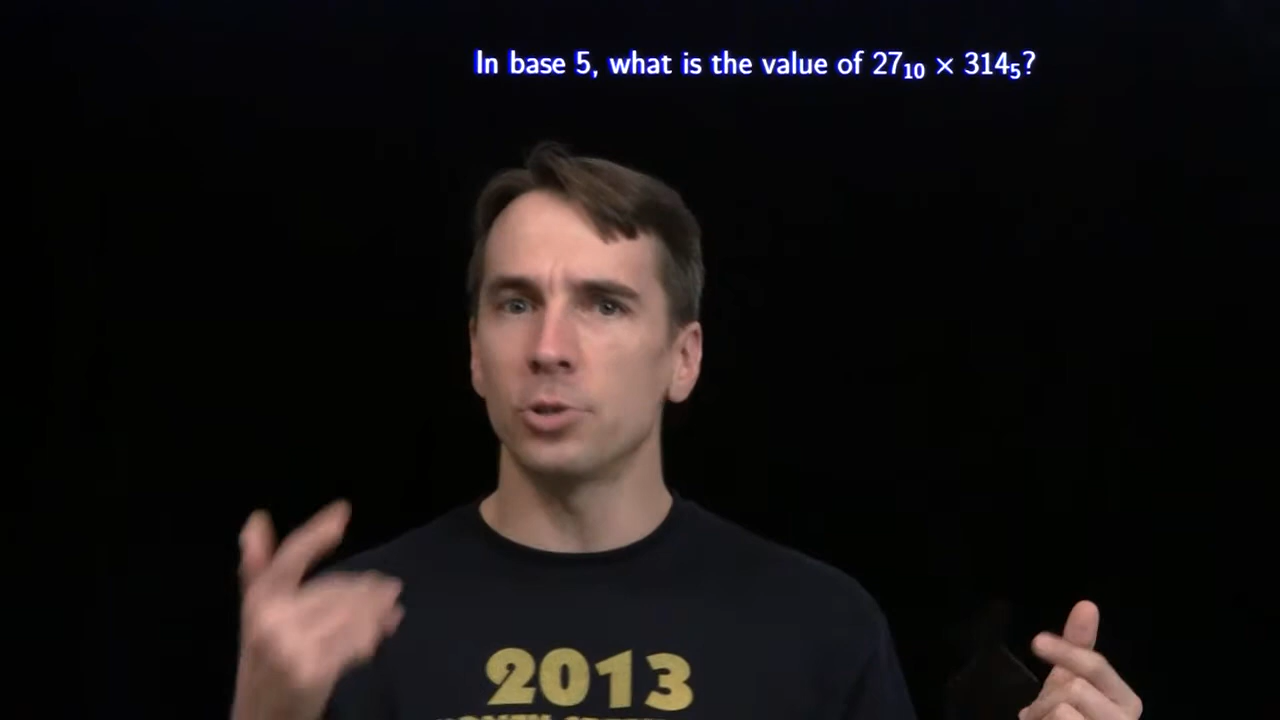 In base 5, what is the value of 27₁₀ × 314₅?
2013